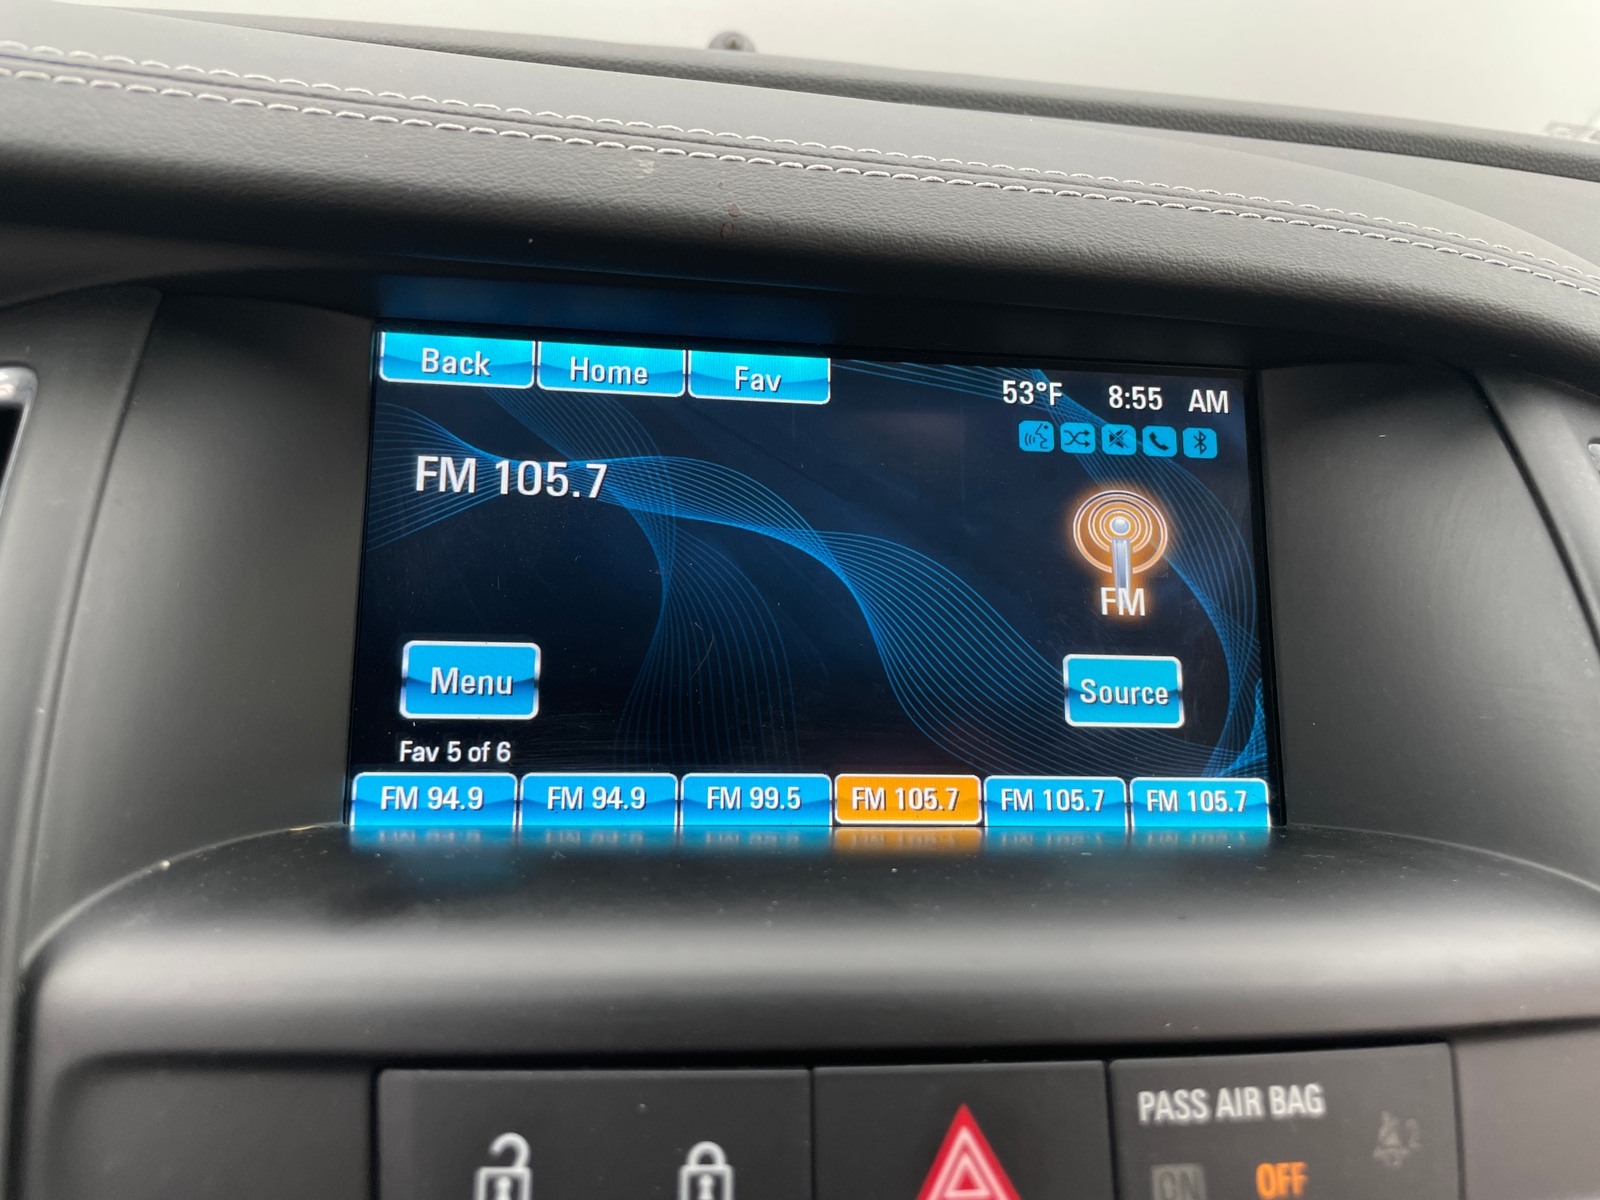 Back Home Fav
53°F 8:55 AM
FM 105.7
FM
Menu
Source
Fav 5 of 6
FM 94.9 FM 94.9 FM 99.5 FM 105.7 FM 105.7 FM 105.7
PASS AIR BAG
ON OFF